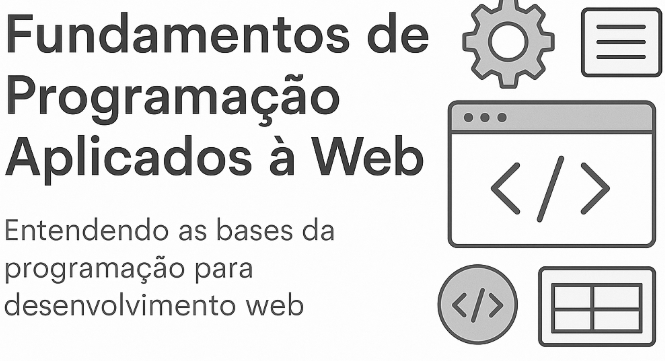 Fundamentos de
Programação
Aplicados à Web
Entendendo as bases da
programação para
desenvolvimento web
</>
</>